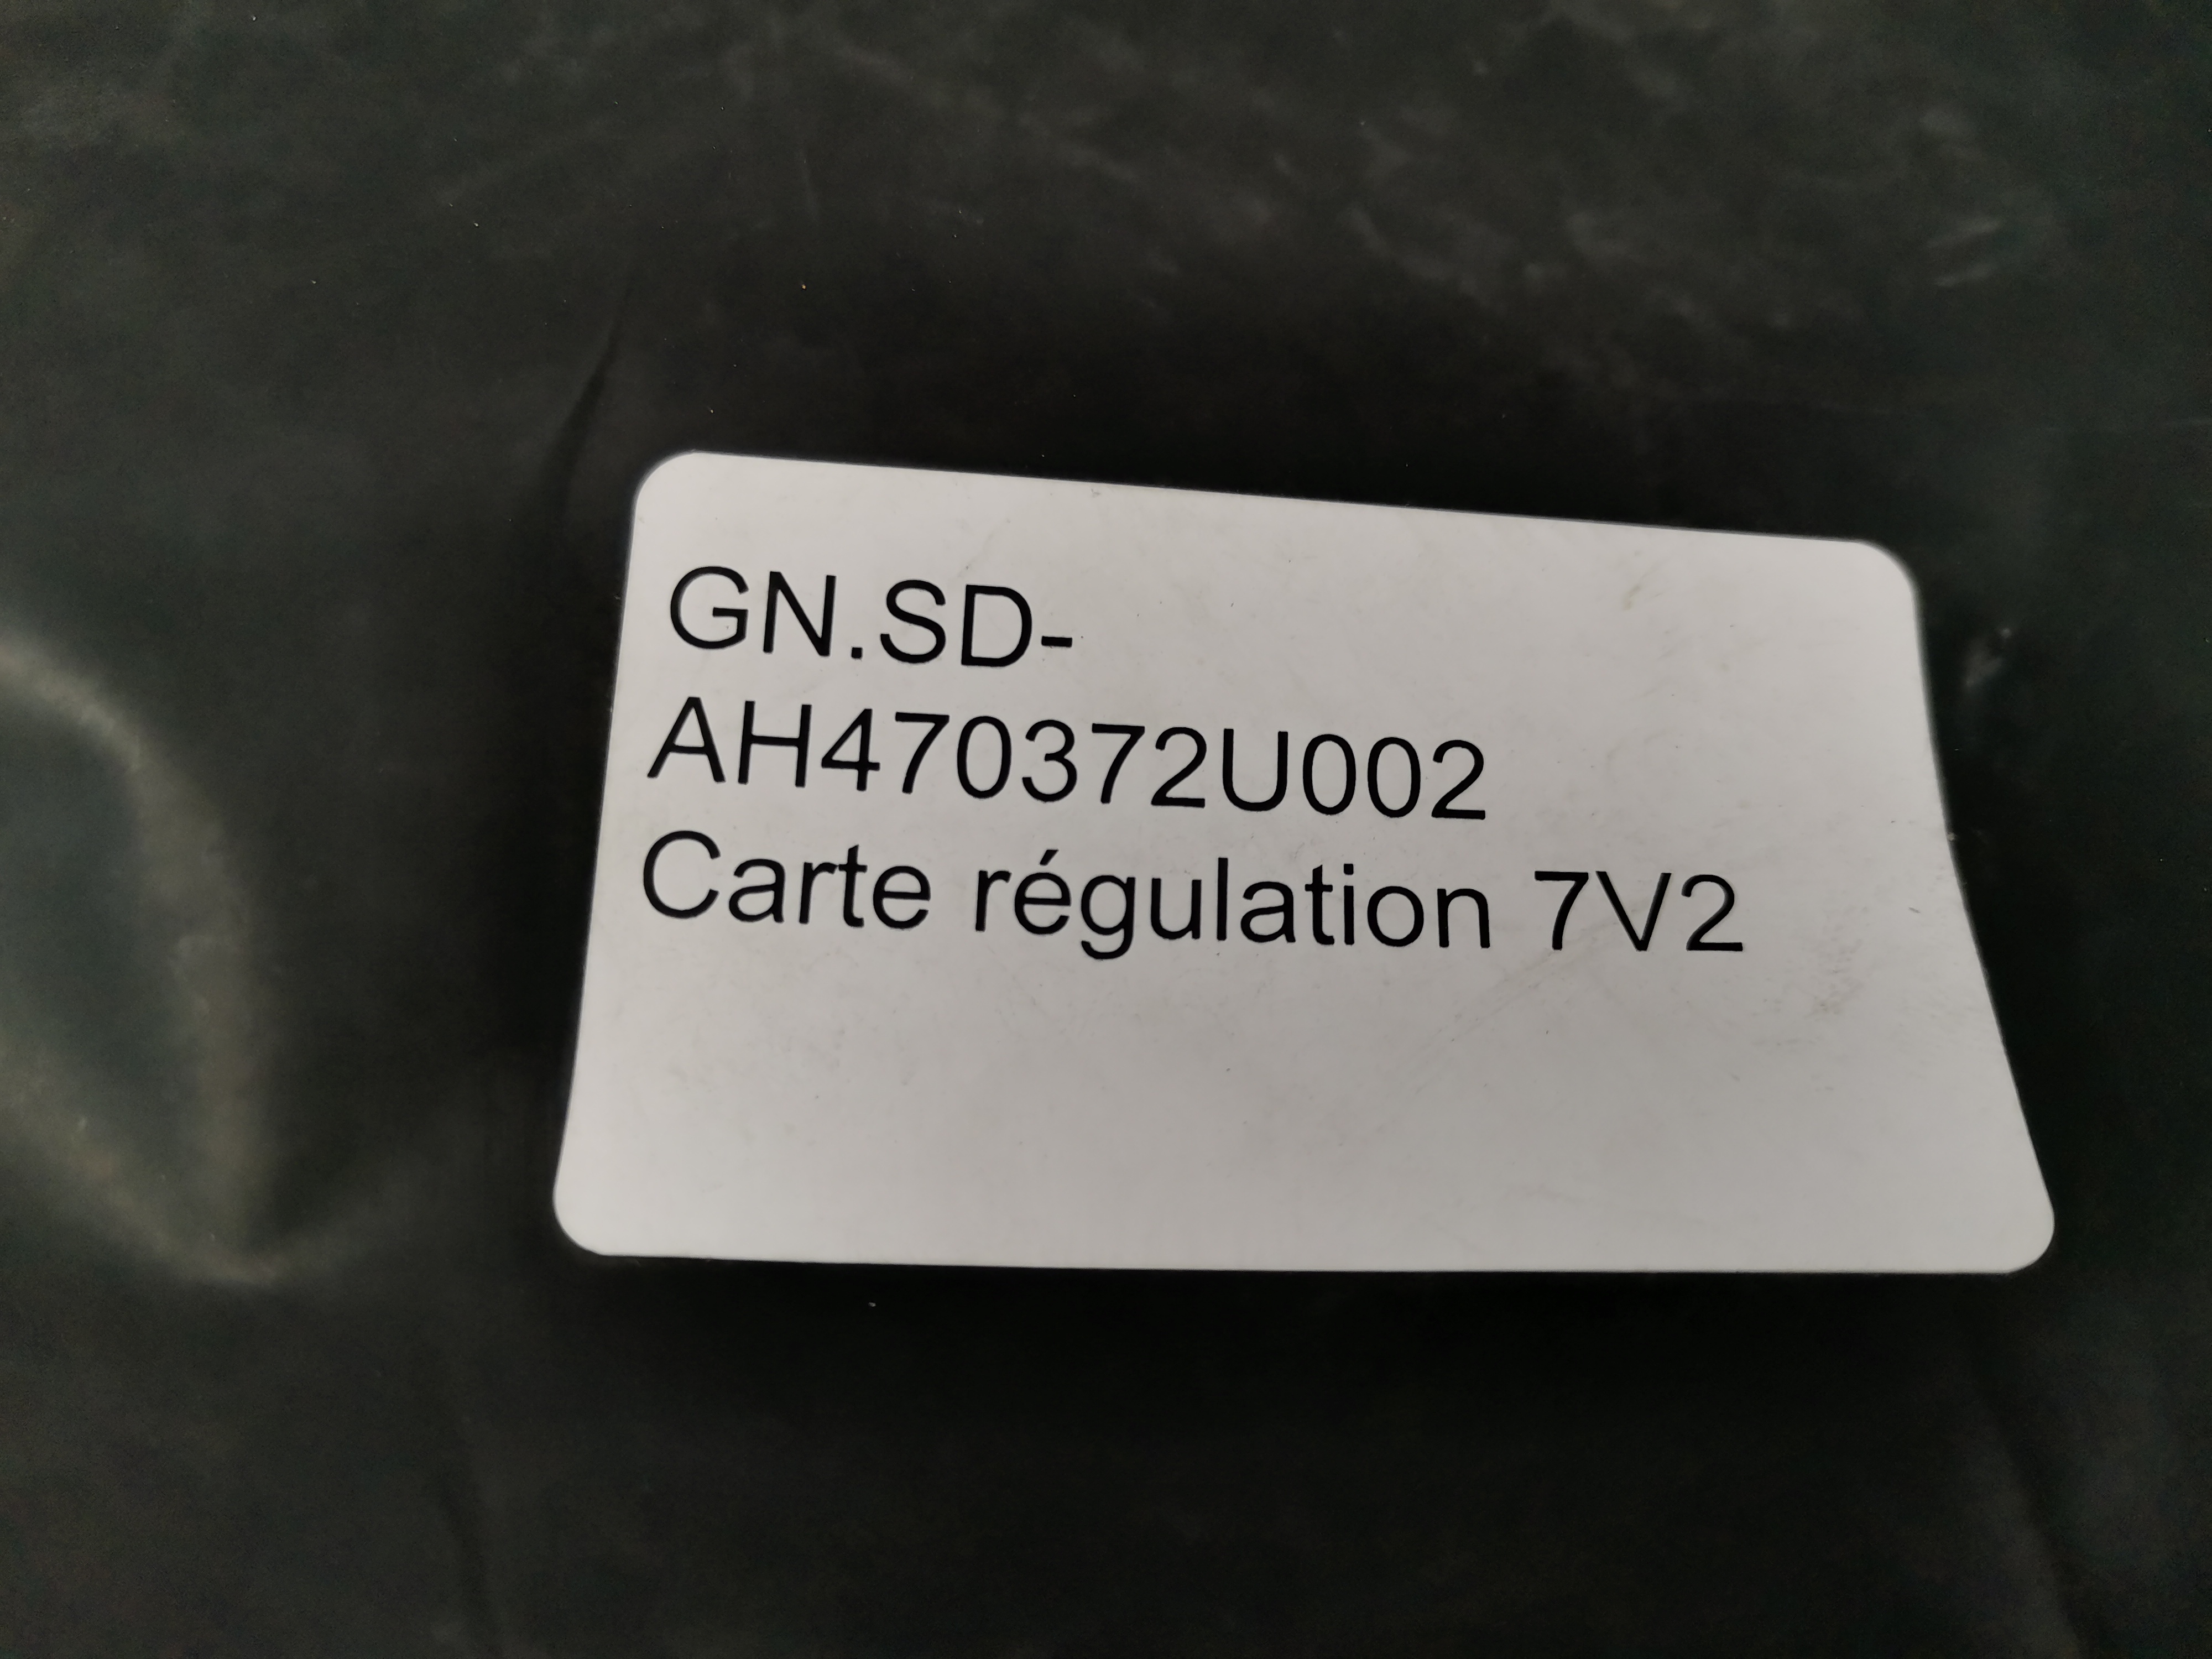 GN.SD-
AH470372U002
Carte régulation 7V2